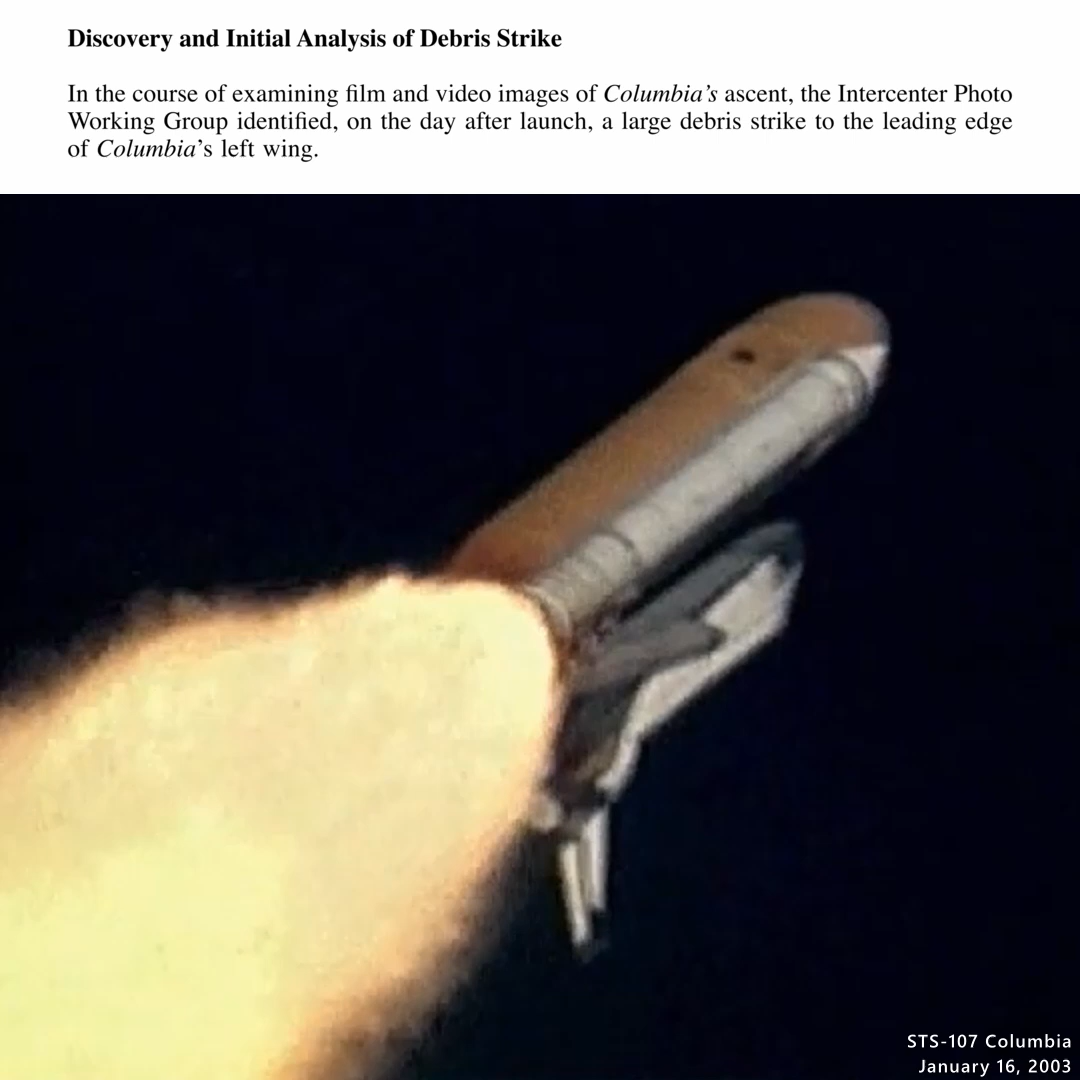 Discovery and Initial Analysis of Debris Strike
In the course of examining film and video images of Columbia's ascent, the Intercenter Photo
Working Group identified, on the day after launch, a large debris strike to the leading edge
of Columbia's left wing.
STS-107 Columbia
January 16, 2003